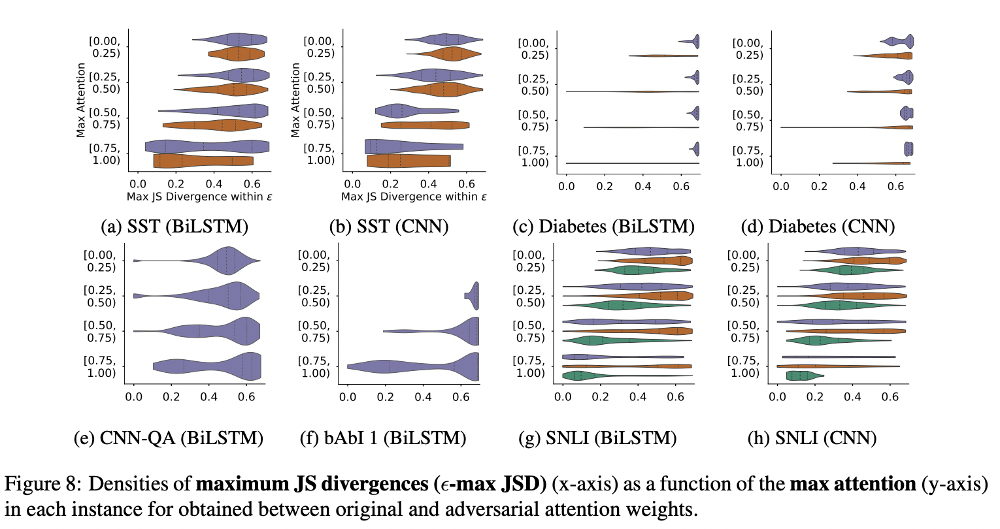 Max Attention
[0.00,
0.25)
[0.25,
0.50)
[0.50,
0.75)
[0.75,
1.00)
0.0 0.2 0.4 0.6
Max JS Divergence within ε
(a) SST (BiLSTM)
Max Attention
[0.00,
0.25)
[0.25,
0.50)
[0.50,
0.75)
[0.75,
1.00)
0.0 0.2 0.4 0.6
Max JS Divergence within ε
(b) SST (CNN)
[0.00,
0.25)
[0.25,
0.50)
[0.50,
0.75)
[0.75,
1.00)
0.0 0.2 0.4 0.6
(c) Diabetes (BiLSTM)
[0.00,
0.25)
[0.25,
0.50)
[0.50,
0.75)
[0.75,
1.00)
0.0 0.2 0.4 0.6
(d) Diabetes (CNN)
[0.00,
0.25)
[0.25,
0.50)
[0.50,
0.75)
[0.75,
1.00)
0.0 0.2 0.4 0.6
(e) CNN-QA (BiLSTM)
[0.00,
0.25)
[0.25,
0.50)
[0.50,
0.75)
[0.75,
1.00)
0.0 0.2 0.4 0.6
(f) bAbI 1 (BiLSTM)
[0.00,
0.25)
[0.25,
0.50)
[0.50,
0.75)
[0.75,
1.00)
0.0 0.2 0.4 0.6
(g) SNLI (BiLSTM)
[0.00,
0.25)
[0.25,
0.50)
[0.50,
0.75)
[0.75,
1.00)
0.0 0.2 0.4 0.6
(h) SNLI (CNN)
Figure 8: Densities of maximum JS divergences (ϵ-max JSD) (x-axis) as a function of the max attention (y-axis)
in each instance for obtained between original and adversarial attention weights.